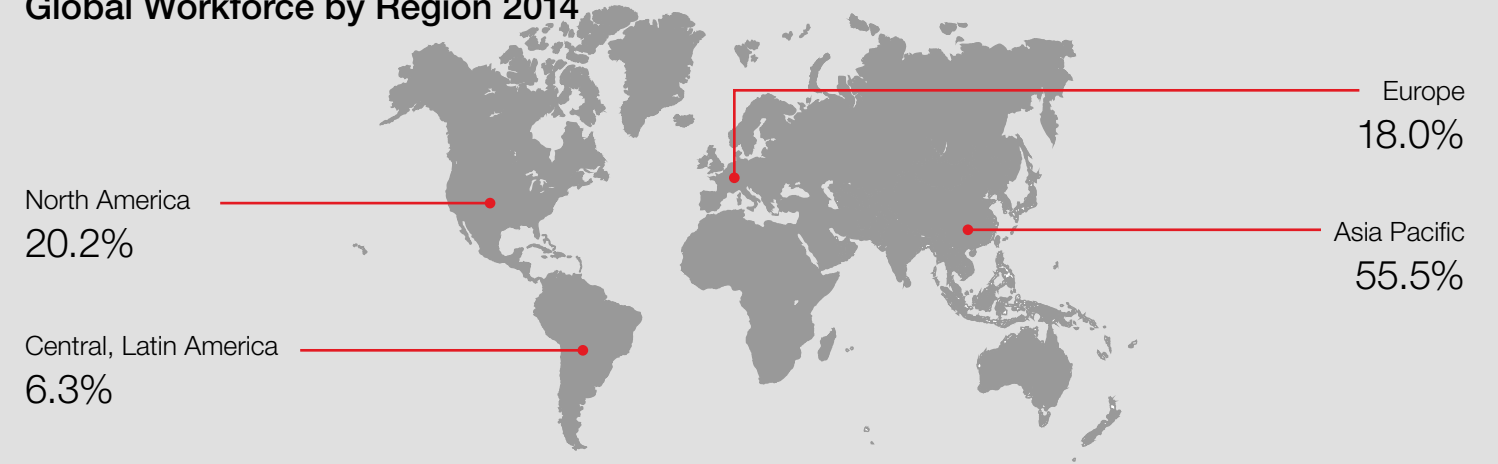 Global Workforce by Region 2014
Europe
18.0%
North America
20.2%
Asia Pacific
55.5%
Central, Latin America
6.3%